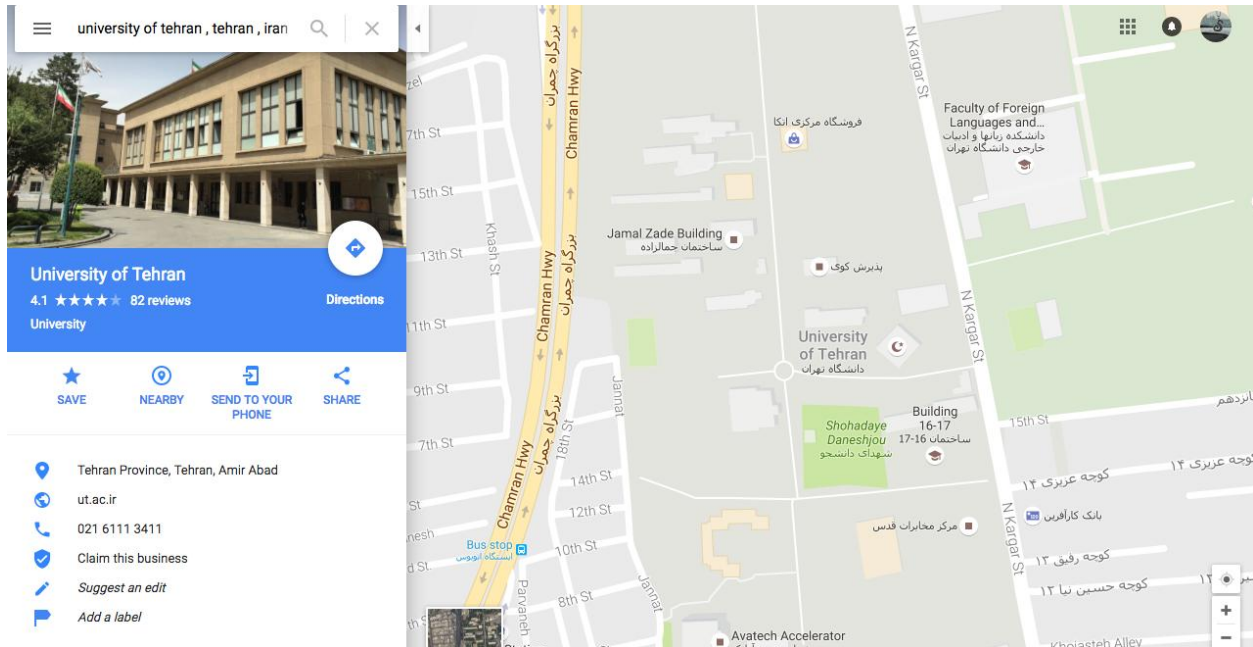 university of tehran , tehran , iran
University of Tehran
4.1
82 reviews
Directions
University
SAVE
NEARBY
SEND TO YOUR
PHONE
SHARE
Tehran Province, Tehran, Amir Abad
ut.ac.ir
021 6111 3411
Claim this business
Suggest an edit
Add a label
بزرگراه چمران
Chamran Hwy
N Kargar St
7th St
15th St
13th St
11th St
9th St
7th St
St
Khash St
Chamran Hwy
بزرگراه چمران
فروشگاه مرکزی اتکا
Faculty of Foreign
Languages and...
دانشکده زبانها و ادبیات
خارجی دانشگاه تهران
Jamal Zade Building
ساختمان جمالزاده
پذیرش کوی
N Kargar St
University
of Tehran
دانشگاه تهران
Jannat
Shohadaye
Daneshjou
شهدای دانشجو
Building
16-17
ساختمان 16-17
15th St
پانزدهم
بزرگراه چمران
18th St
Chamran Hwy
14th St
12th St
10th St
8th St
Bus stop
ایستگاه اتوبوس
Parvaneh
Jannat
مرکز مخابرات قدس
N Kargar St
کوچه عزیزی ۱۴
کوچه عزیزی ۱۴
بانک کارآفرین
کوچه رفیق ۱۳
کوچه حسین نیا ۱۲
Avatech Accelerator
Khojasteh Alley